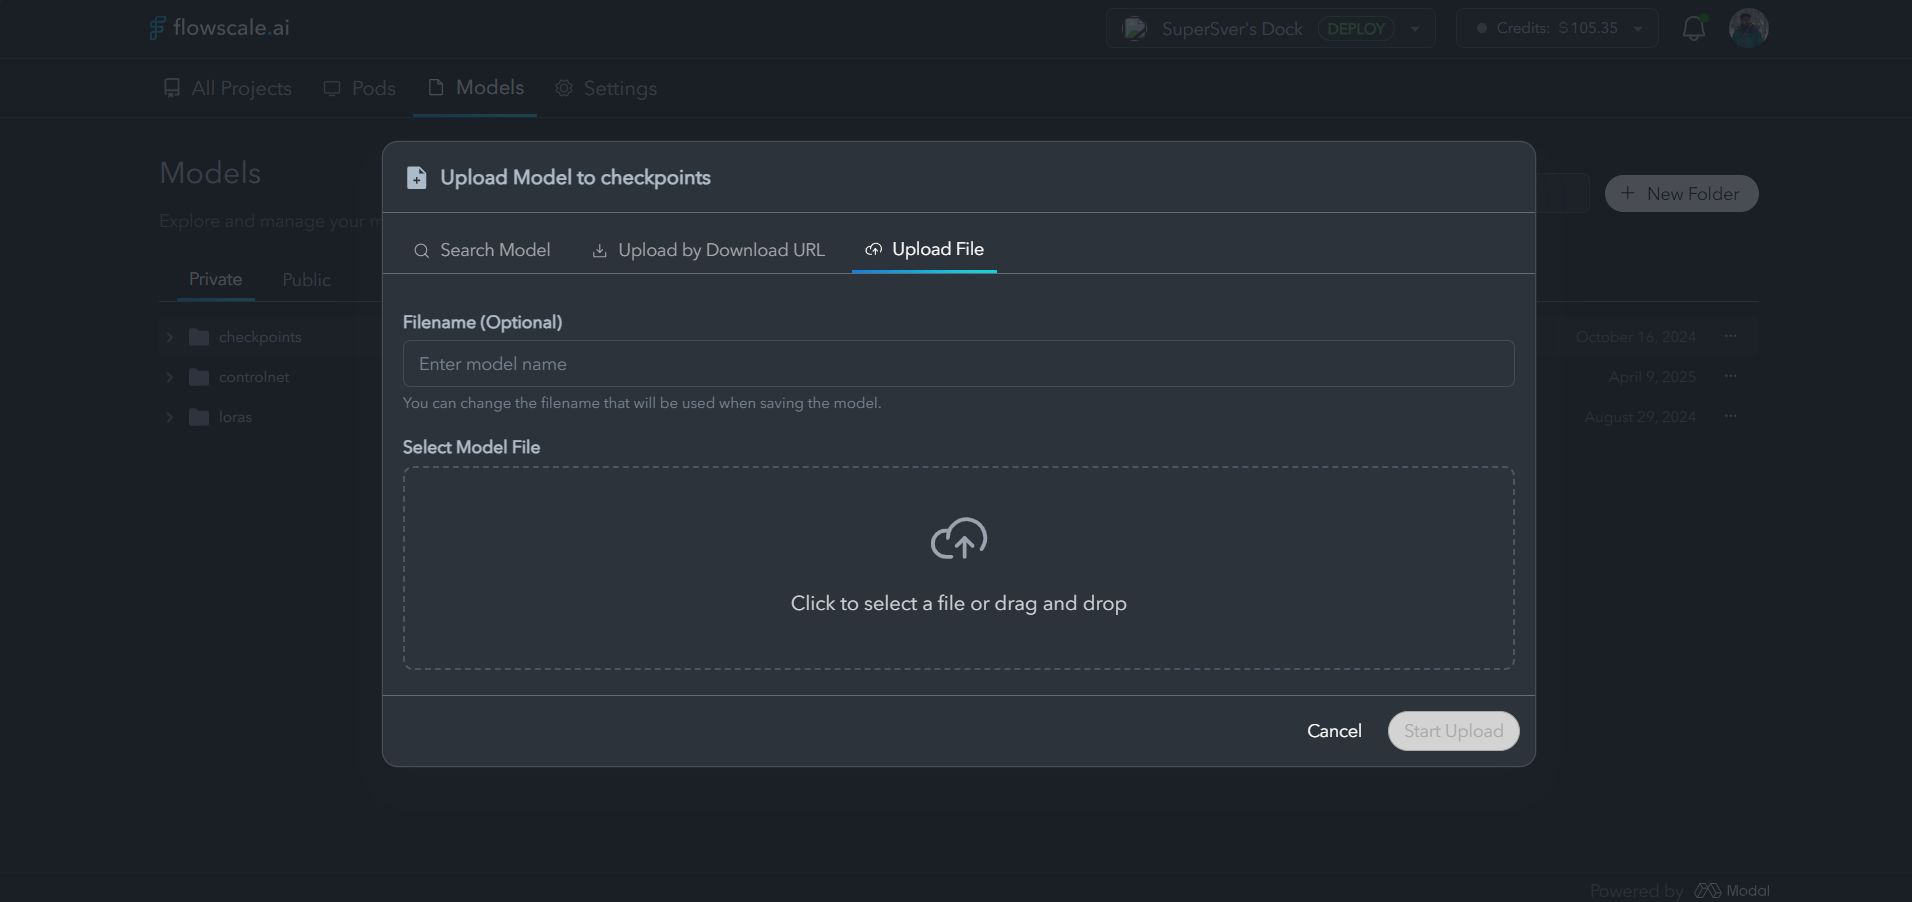 flowscale.ai
SuperSver's Dock DEPLOY
Credits: $ 105.35
All Projects Pods Models Settings
Models
Explore and manage your
New Folder
Private Public
checkpoints October 16, 2024
controlnet April 9, 2025
loras August 29, 2024
Upload Model to checkpoints
Search Model Upload by Download URL Upload File
Filename (Optional)
Enter model name
You can change the filename that will be used when saving the model.
Select Model File
Click to select a file or drag and drop
Cancel Start Upload
Powered by Modal